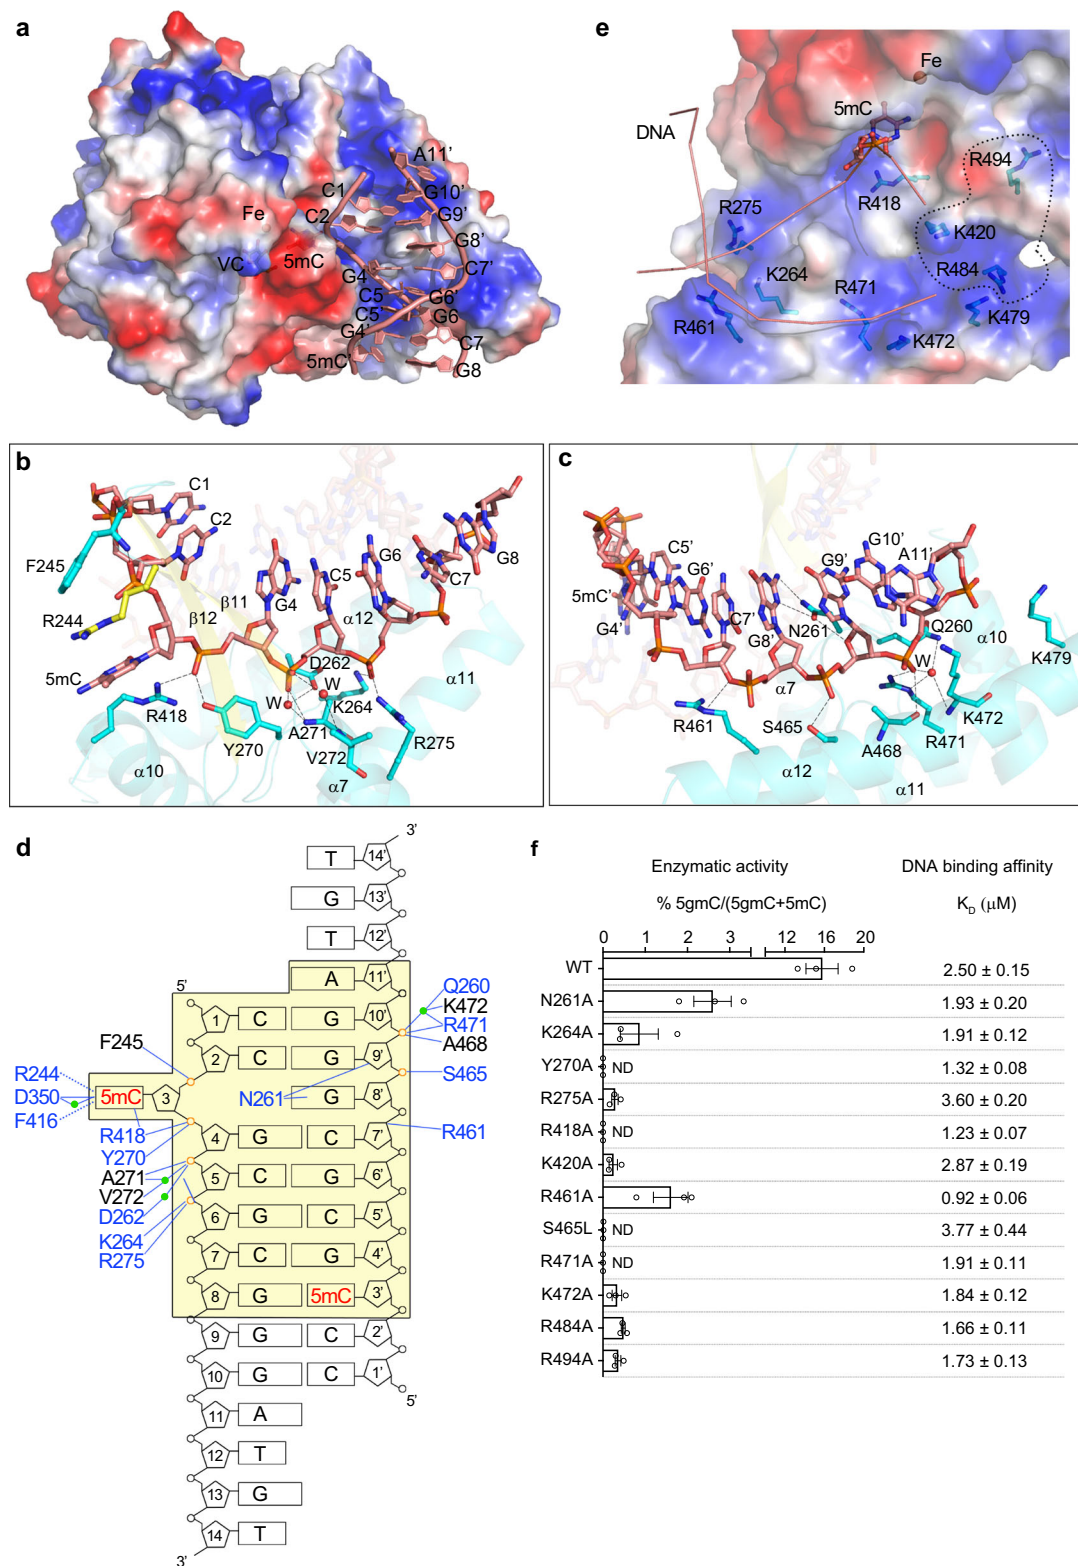 a
A11'
C1
G10'
C2
G9'
Fe
G8'
VC
5mC
C7'
G4
C5
G6'
C5'
G6
G4'
C7
5mC'
G8
e
Fe
5mC
DNA
R494
R418
R275
K420
K264
R484
R471
R461
K479
K472
b
C1
C2
F245
G6
G8
C7
C5
G4
β11
R244
β12
α12
D262
α11
5mC
W
W
K264
R418
A271
R275
Y270
V272
α10
α7
c
G10'
A11'
C5'
G9'
G6'
5mC'
C7'
Q260
G4'
N261
G8'
α10
K479
W
α7
R461
S465
K472
R471
A468
α12
α11
d
3'
T 14'
G 13'
T 12'
5'
A 11'
Q260
1 C G 10'
K472
R471
F245
A468
2 C G 9'
R244
S465
D350
5mC 3
N261
G 8'
F416
R418
4 G C 7'
R461
Y270
A271
5 C G 6'
V272
D262
6 G C 5'
K264
R275
7 C G 4'
8 G 5mC 3'
9 G C 2'
10 G C 1'
5'
11 A
12 T
13 G
14 T
3'
f
Enzymatic activity
DNA binding affinity
% 5gmC/(5gmC+5mC)
K_D (μM)
0 1 2 3 12 16 20
WT 2.50 ± 0.15
N261A 1.93 ± 0.20
K264A 1.91 ± 0.12
Y270A ND 1.32 ± 0.08
R275A 3.60 ± 0.20
R418A ND 1.23 ± 0.07
K420A 2.87 ± 0.19
R461A 0.92 ± 0.06
S465L ND 3.77 ± 0.44
R471A ND 1.91 ± 0.11
K472A 1.84 ± 0.12
R484A 1.66 ± 0.11
R494A 1.73 ± 0.13